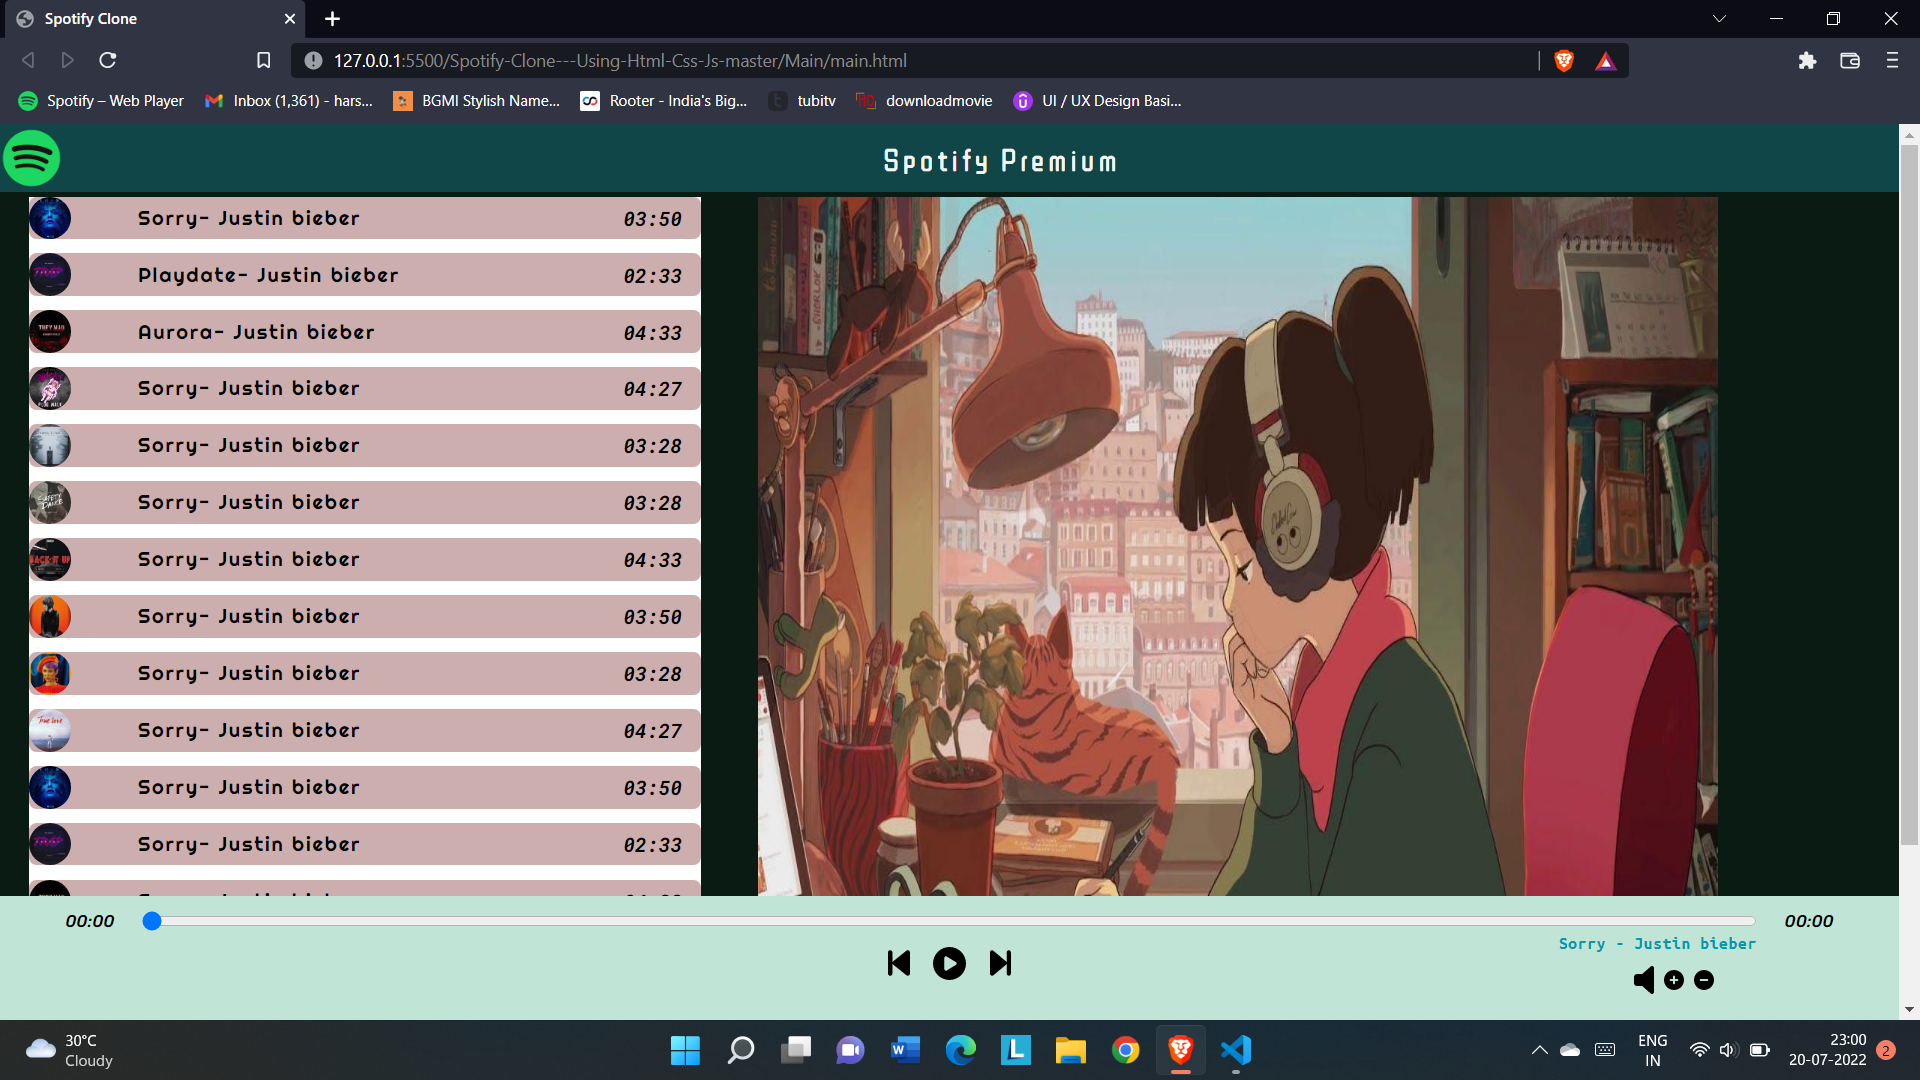 Spotify Clone
127.0.0.1:5500/Spotify-Clone---Using-Html-Css-Js-master/Main/main.html
Spotify – Web Player
Inbox (1,361) - hars...
BGMI Stylish Name...
Rooter - India's Big...
tubitv
downloadmovie
UI / UX Design Basi...
Spotify Premium
Sorry- Justin bieber 03:50
Playdate- Justin bieber 02:33
Aurora- Justin bieber 04:33
Sorry- Justin bieber 04:27
Sorry- Justin bieber 03:28
Sorry- Justin bieber 03:28
Sorry- Justin bieber 04:33
Sorry- Justin bieber 03:50
Sorry- Justin bieber 03:28
Sorry- Justin bieber 04:27
Sorry- Justin bieber 03:50
Sorry- Justin bieber 02:33
00:00
00:00
Sorry - Justin bieber
30°C
Cloudy
ENG
IN
23:00
20-07-2022
2